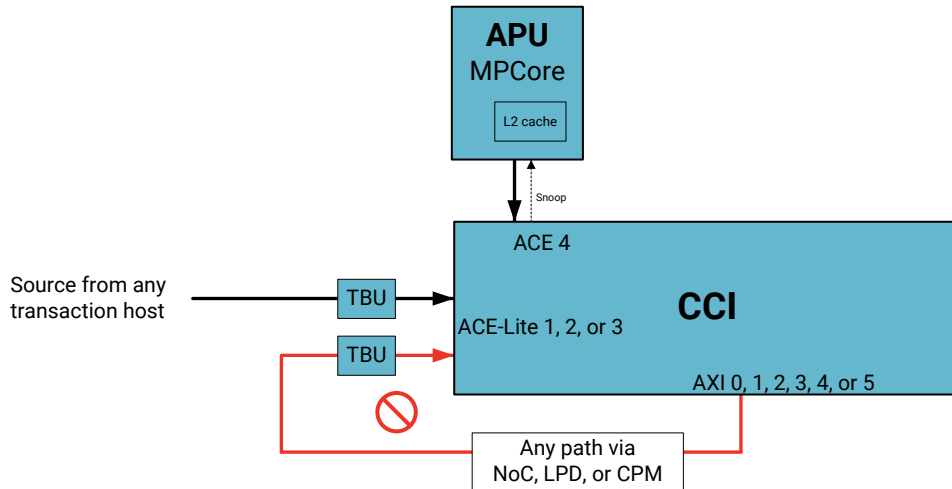 APU
MPCore
L2 cache
Snoop
ACE 4
Source from any
transaction host
TBU
CCI
ACE-Lite 1, 2, or 3
TBU
AXI 0, 1, 2, 3, 4, or 5
Any path via
NoC, LPD, or CPM